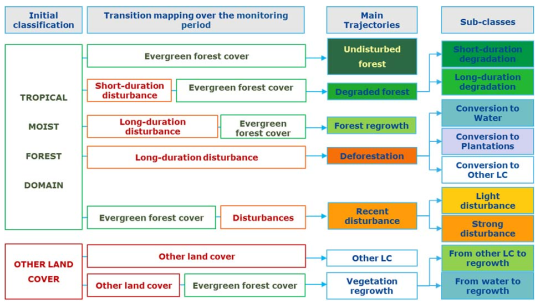 Initial
classification
Transition mapping over the monitoring
period
Main
Trajectories
Sub-classes
TROPICAL
MOIST
FOREST
DOMAIN
Evergreen forest cover
Undisturbed
forest
Short-duration
degradation
Short-duration
disturbance
Evergreen forest cover
Degraded forest
Long-duration
degradation
Long-duration
disturbance
Evergreen
forest cover
Forest regrowth
Conversion to
Water
Long-duration disturbance
Deforestation
Conversion to
Plantations
Conversion to
Other LC
Evergreen forest cover
Disturbances
Recent
disturbance
Light
disturbance
Strong
disturbance
OTHER LAND
COVER
Other land cover
Other LC
From other LC to
regrowth
Other land cover
Evergreen forest cover
Vegetation
regrowth
From water to
regrowth